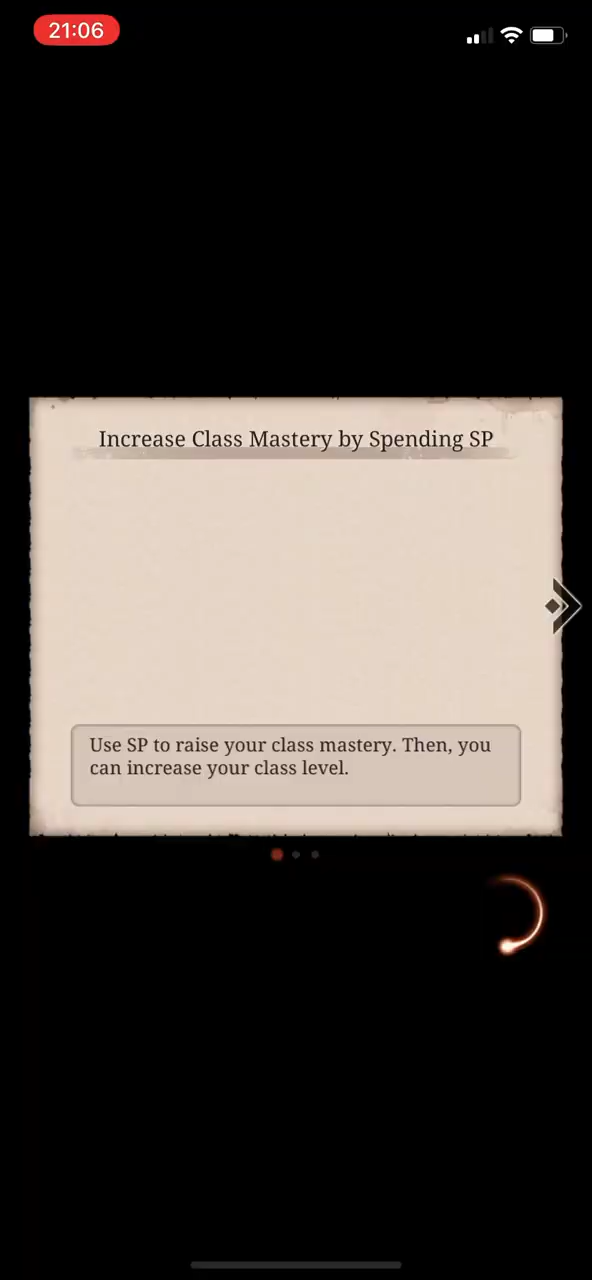 21:06
Increase Class Mastery by Spending SP
Use SP to raise your class mastery. Then, you
can increase your class level.